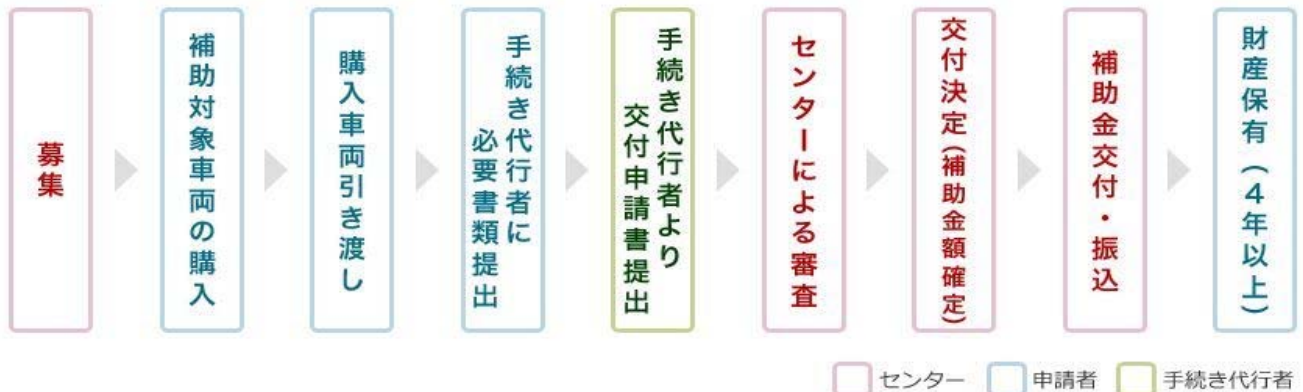 募集
補助対象車両の購入
購入車両引き渡し
手続き代行者に
必要書類提出
手続き代行者より
交付申請書提出
センターによる審査
交付決定(補助金額確定)
補助金交付・振込
財産保有(4年以上)
センター
申請者
手続き代行者